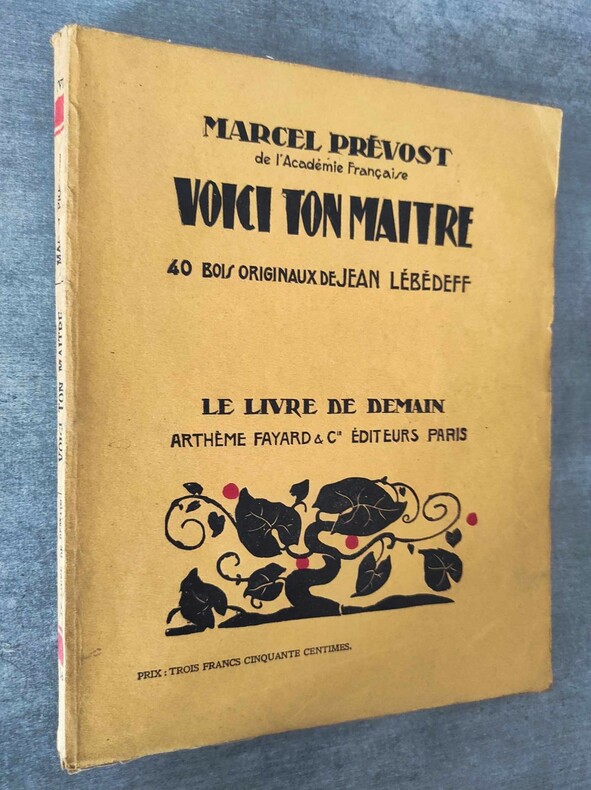 MARCEL PRÉVOST
de l'Académie Française
VOICI TON MAITRE
40 BOIS ORIGINAUX DE JEAN LÉBÉDEFF
LE LIVRE DE DEMAIN
ARTHÈME FAYARD & Cie ÉDITEURS PARIS
PRIX : TROIS FRANCS CINQUANTE CENTIMES.
VOICI TON MAITRE